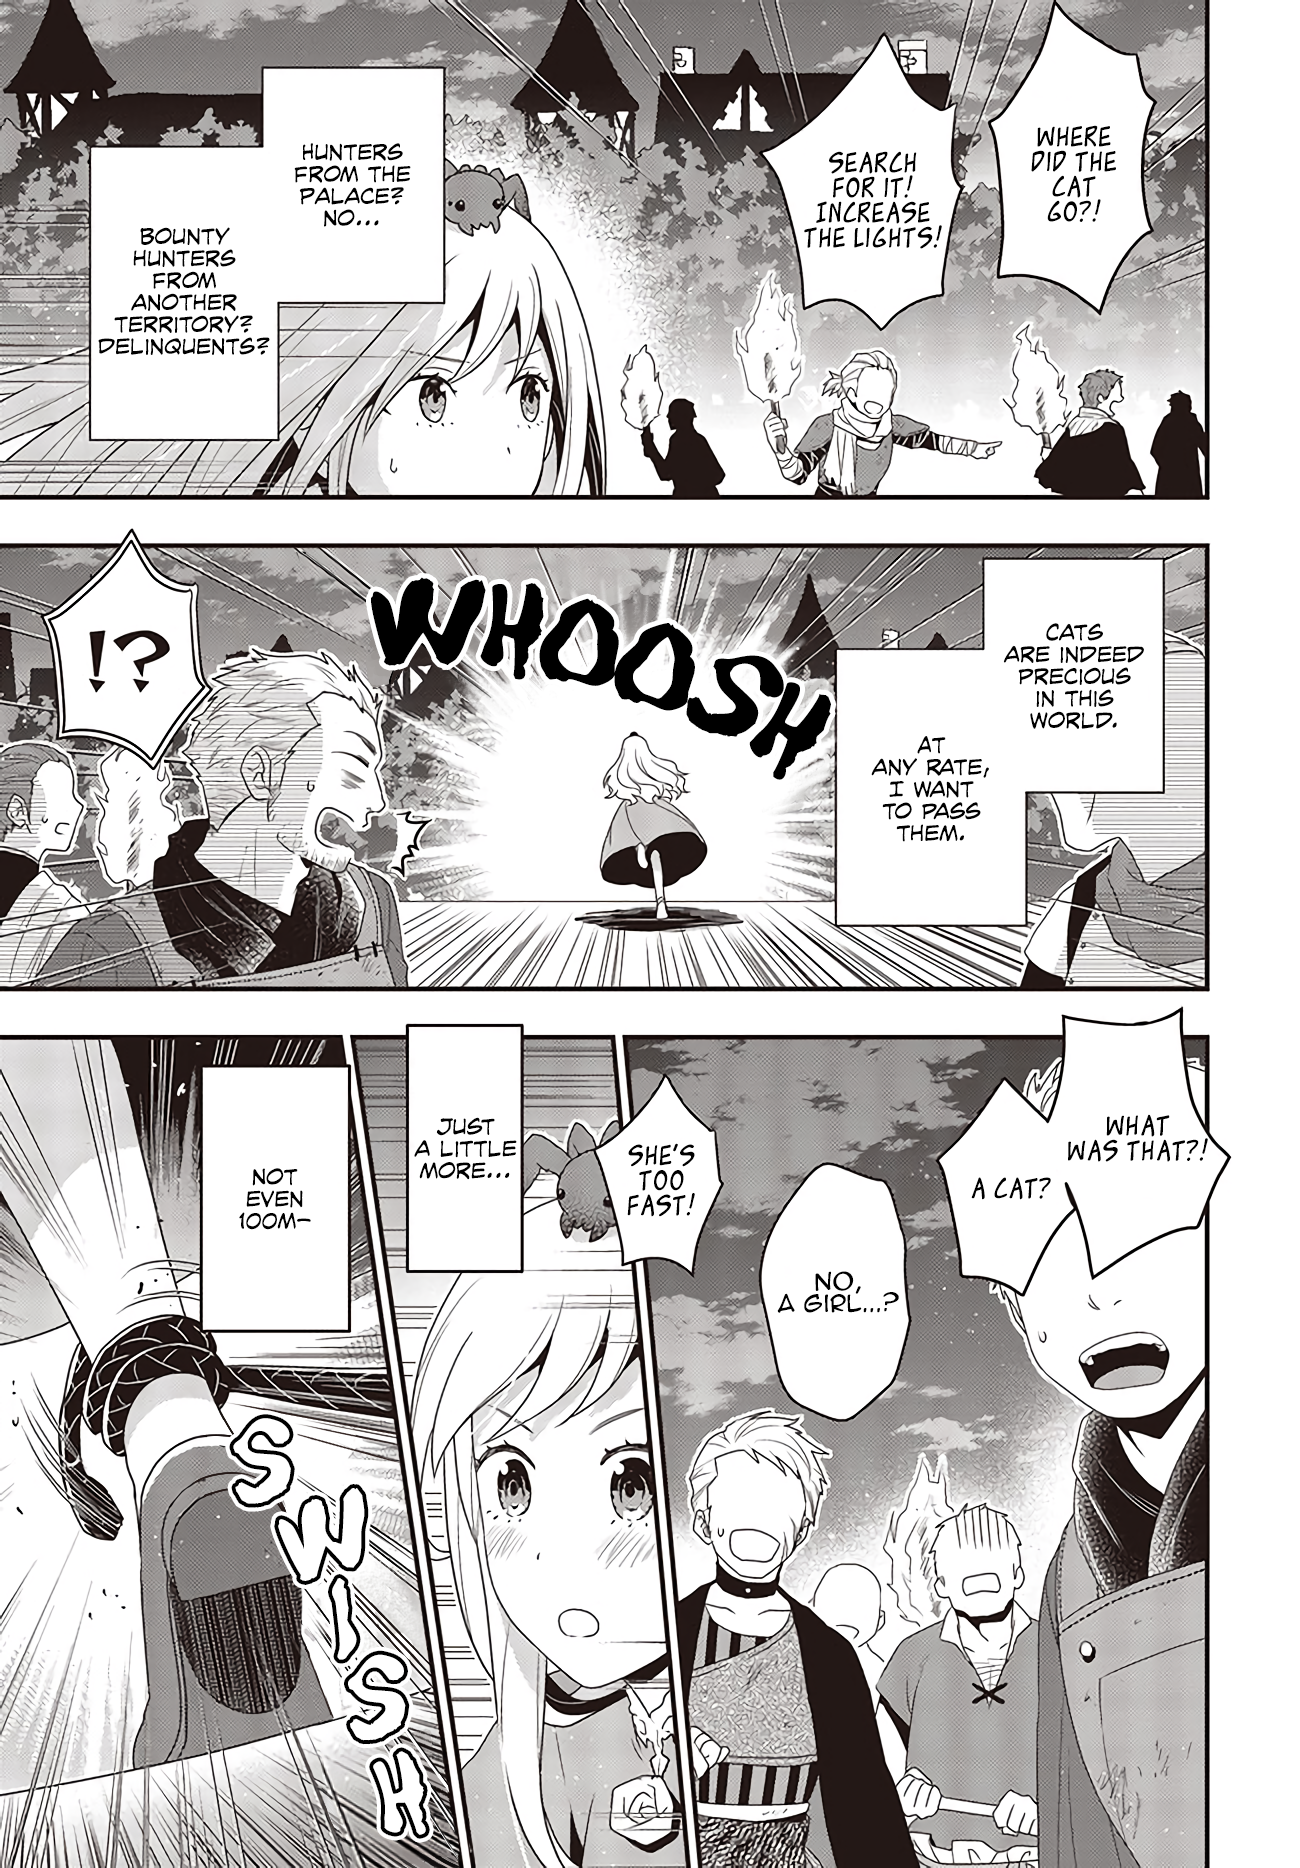 WHERE
DID THE
CAT
GO?!
SEARCH
FOR IT!
INCREASE
THE LIGHTS!
HUNTERS
FROM THE
PALACE?
NO...
BOUNTY
HUNTERS
FROM
ANOTHER
TERRITORY?
DELINQUENTS?
CATS
ARE INDEED
PRECIOUS
IN THIS
WORLD.
AT
ANY RATE,
I WANT
TO PASS
THEM.
WHOOSH
!?
WHAT
WAS THAT?!
A CAT?
NO,
A GIRL...?
SHE'S
TOO
FAST!
JUST
A LITTLE
MORE...
NOT
EVEN
100M-
SWISH